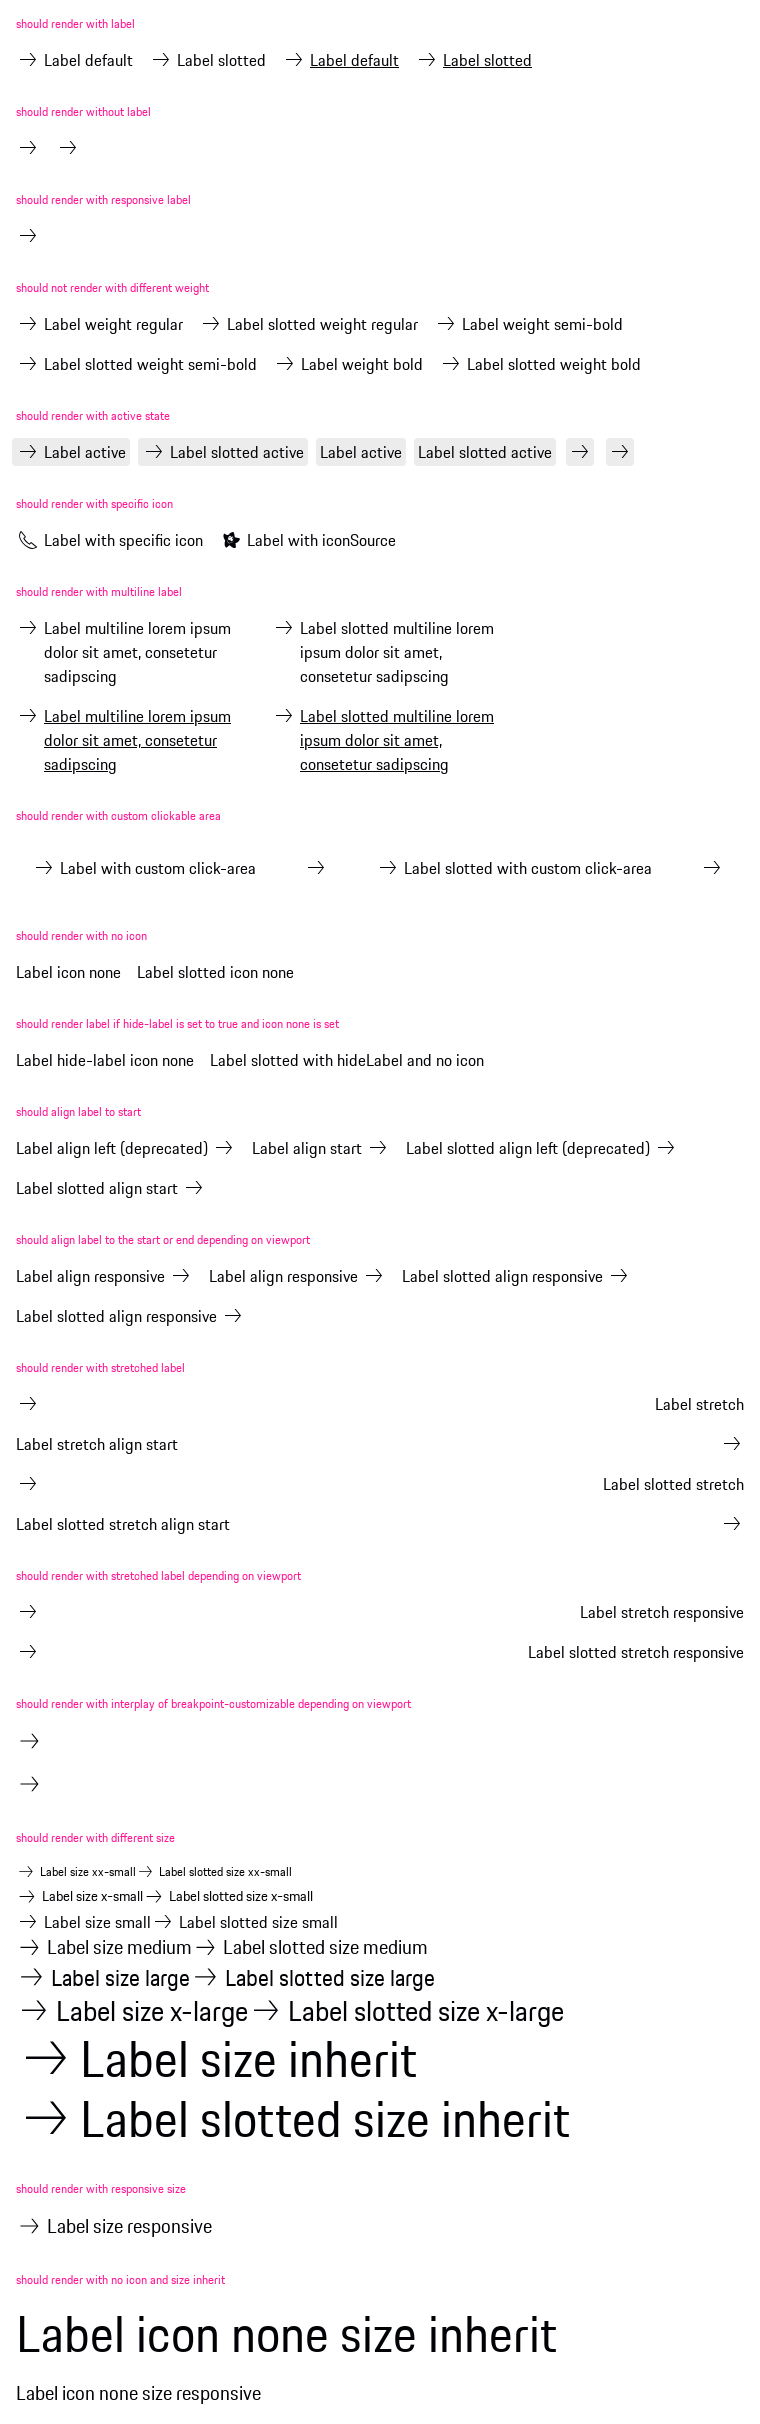 should render with label
Label default Label slotted Label default Label slotted
should render without label
should render with responsive label
should not render with different weight
Label weight regular Label slotted weight regular Label weight semi-bold
Label slotted weight semi-bold Label weight bold Label slotted weight bold
should render with active state
Label active Label slotted active Label active Label slotted active
should render with specific icon
Label with specific icon Label with iconSource
should render with multiline label
Label multiline lorem ipsum Label slotted multiline lorem
dolor sit amet, consetetur ipsum dolor sit amet,
sadipscing consetetur sadipscing
Label multiline lorem ipsum Label slotted multiline lorem
dolor sit amet, consetetur ipsum dolor sit amet,
sadipscing consetetur sadipscing
should render with custom clickable area
Label with custom click-area Label slotted with custom click-area
should render with no icon
Label icon none Label slotted icon none
should render label if hide-label is set to true and icon none is set
Label hide-label icon none Label slotted with hideLabel and no icon
should align label to start
Label align left (deprecated) Label align start Label slotted align left (deprecated)
Label slotted align start
should align label to the start or end depending on viewport
Label align responsive Label align responsive Label slotted align responsive
Label slotted align responsive
should render with stretched label
Label stretch
Label stretch align start
Label slotted stretch
Label slotted stretch align start
should render with stretched label depending on viewport
Label stretch responsive
Label slotted stretch responsive
should render with interplay of breakpoint-customizable depending on viewport
should render with different size
Label size xx-small Label slotted size xx-small
Label size x-small Label slotted size x-small
Label size small Label slotted size small
Label size medium Label slotted size medium
Label size large Label slotted size large
Label size x-large Label slotted size x-large
Label size inherit
Label slotted size inherit
should render with responsive size
Label size responsive
should render with no icon and size inherit
Label icon none size inherit
Label icon none size responsive